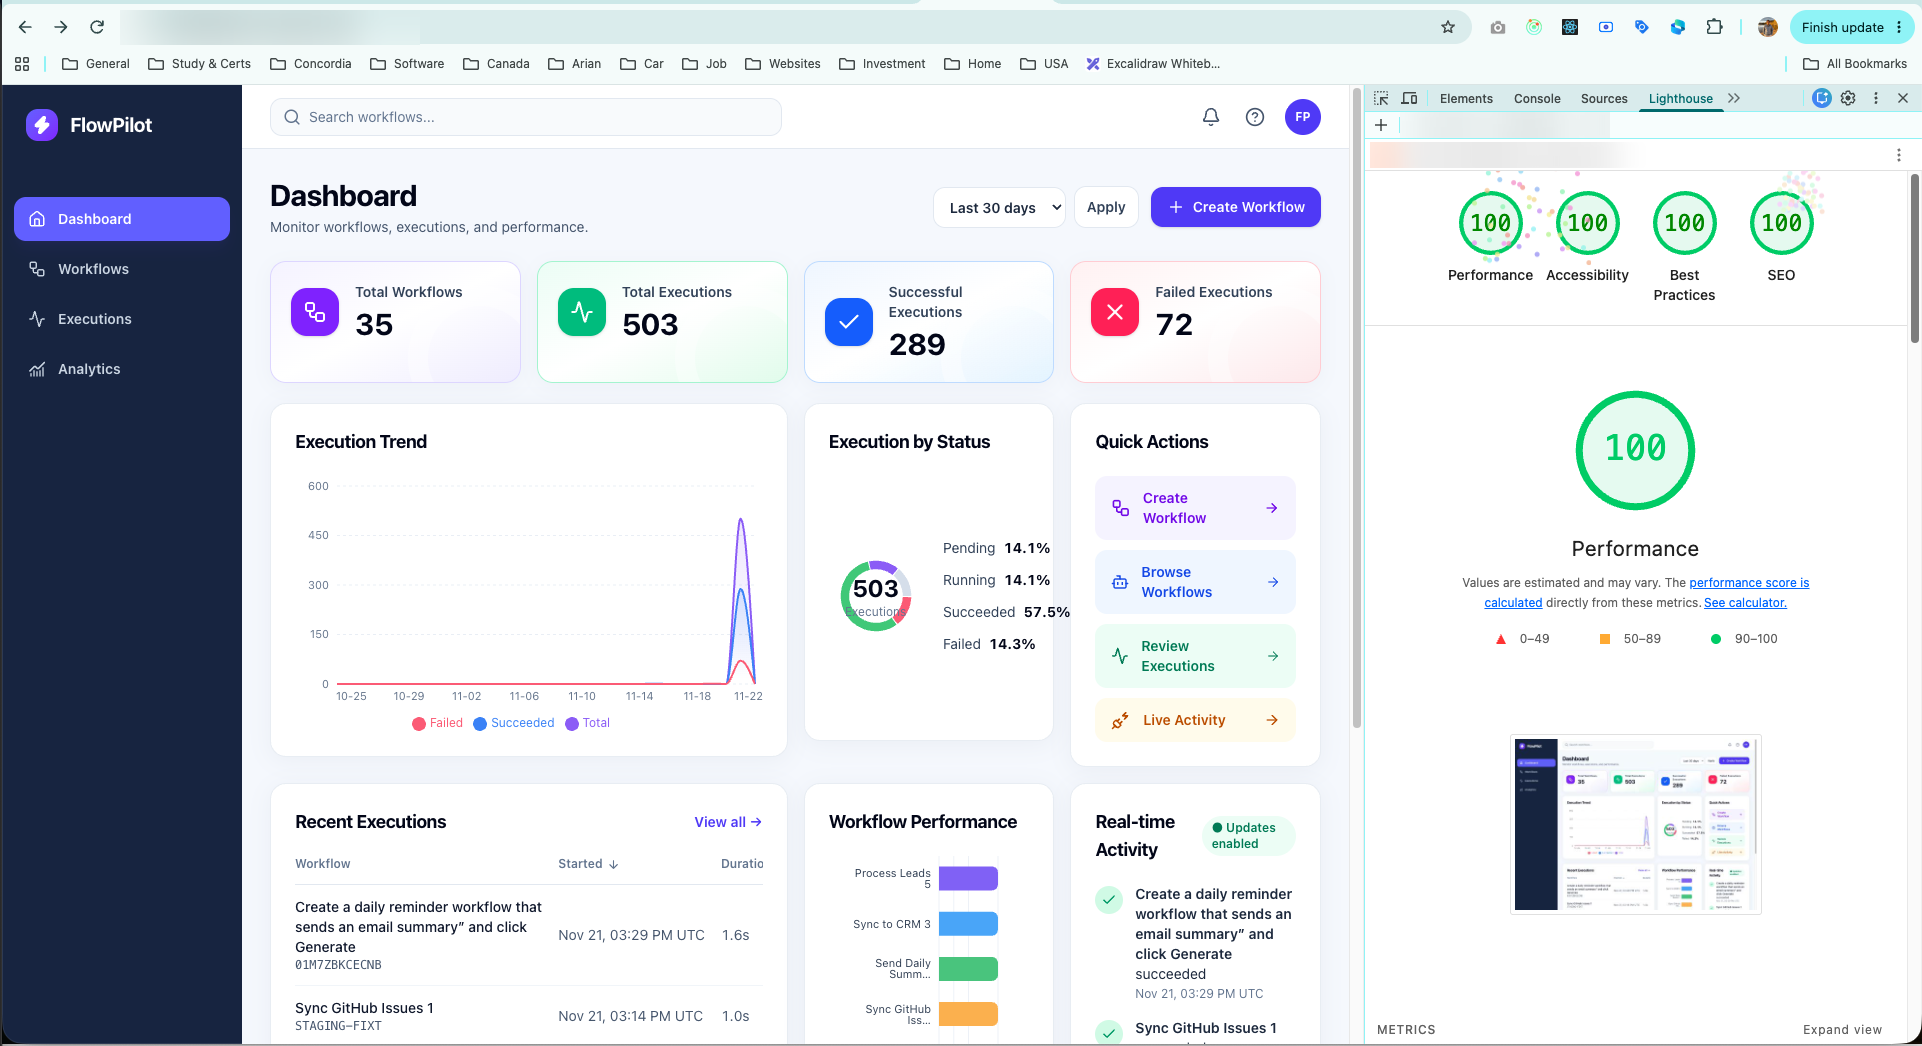 Finish update
General
Study & Certs
Concordia
Software
Canada
Arian
Car
Job
Websites
Investment
Home
USA
Excalidraw Whiteb...
All Bookmarks
FlowPilot
Dashboard
Workflows
Executions
Analytics
Search workflows...
FP
Dashboard
Monitor workflows, executions, and performance.
Last 30 days
Apply
+ Create Workflow
Total Workflows
35
Total Executions
503
Successful
Executions
289
Failed Executions
72
Execution Trend
600
450
300
150
0
10-25 10-29 11-02 11-06 11-10 11-14 11-18 11-22
Failed Succeeded Total
Execution by Status
503
Executions
Pending 14.1%
Running 14.1%
Succeeded 57.5%
Failed 14.3%
Quick Actions
Create
Workflow
Browse
Workflows
Review
Executions
Live Activity
Recent Executions
View all →
Workflow Started ↓ Duratio
Create a daily reminder workflow that
sends an email summary” and click
Generate
01M7ZBKCECNB
Nov 21, 03:29 PM UTC 1.6s
Sync GitHub Issues 1
STAGING-FIXT
Nov 21, 03:14 PM UTC 1.0s
Workflow Performance
Process Leads
5
Sync to CRM 3
Send Daily
Summ...
Sync GitHub
Iss...
Real-time
Activity
Updates
enabled
Create a daily reminder
workflow that sends an
email summary” and
click Generate
succeeded
Nov 21, 03:29 PM UTC
Sync GitHub Issues 1
Elements
Console
Sources
Lighthouse
100
Performance
100
Accessibility
100
Best
Practices
100
SEO
100
Performance
Values are estimated and may vary. The performance score is
calculated directly from these metrics. See calculator.
0–49
50–89
90–100
METRICS
Expand view